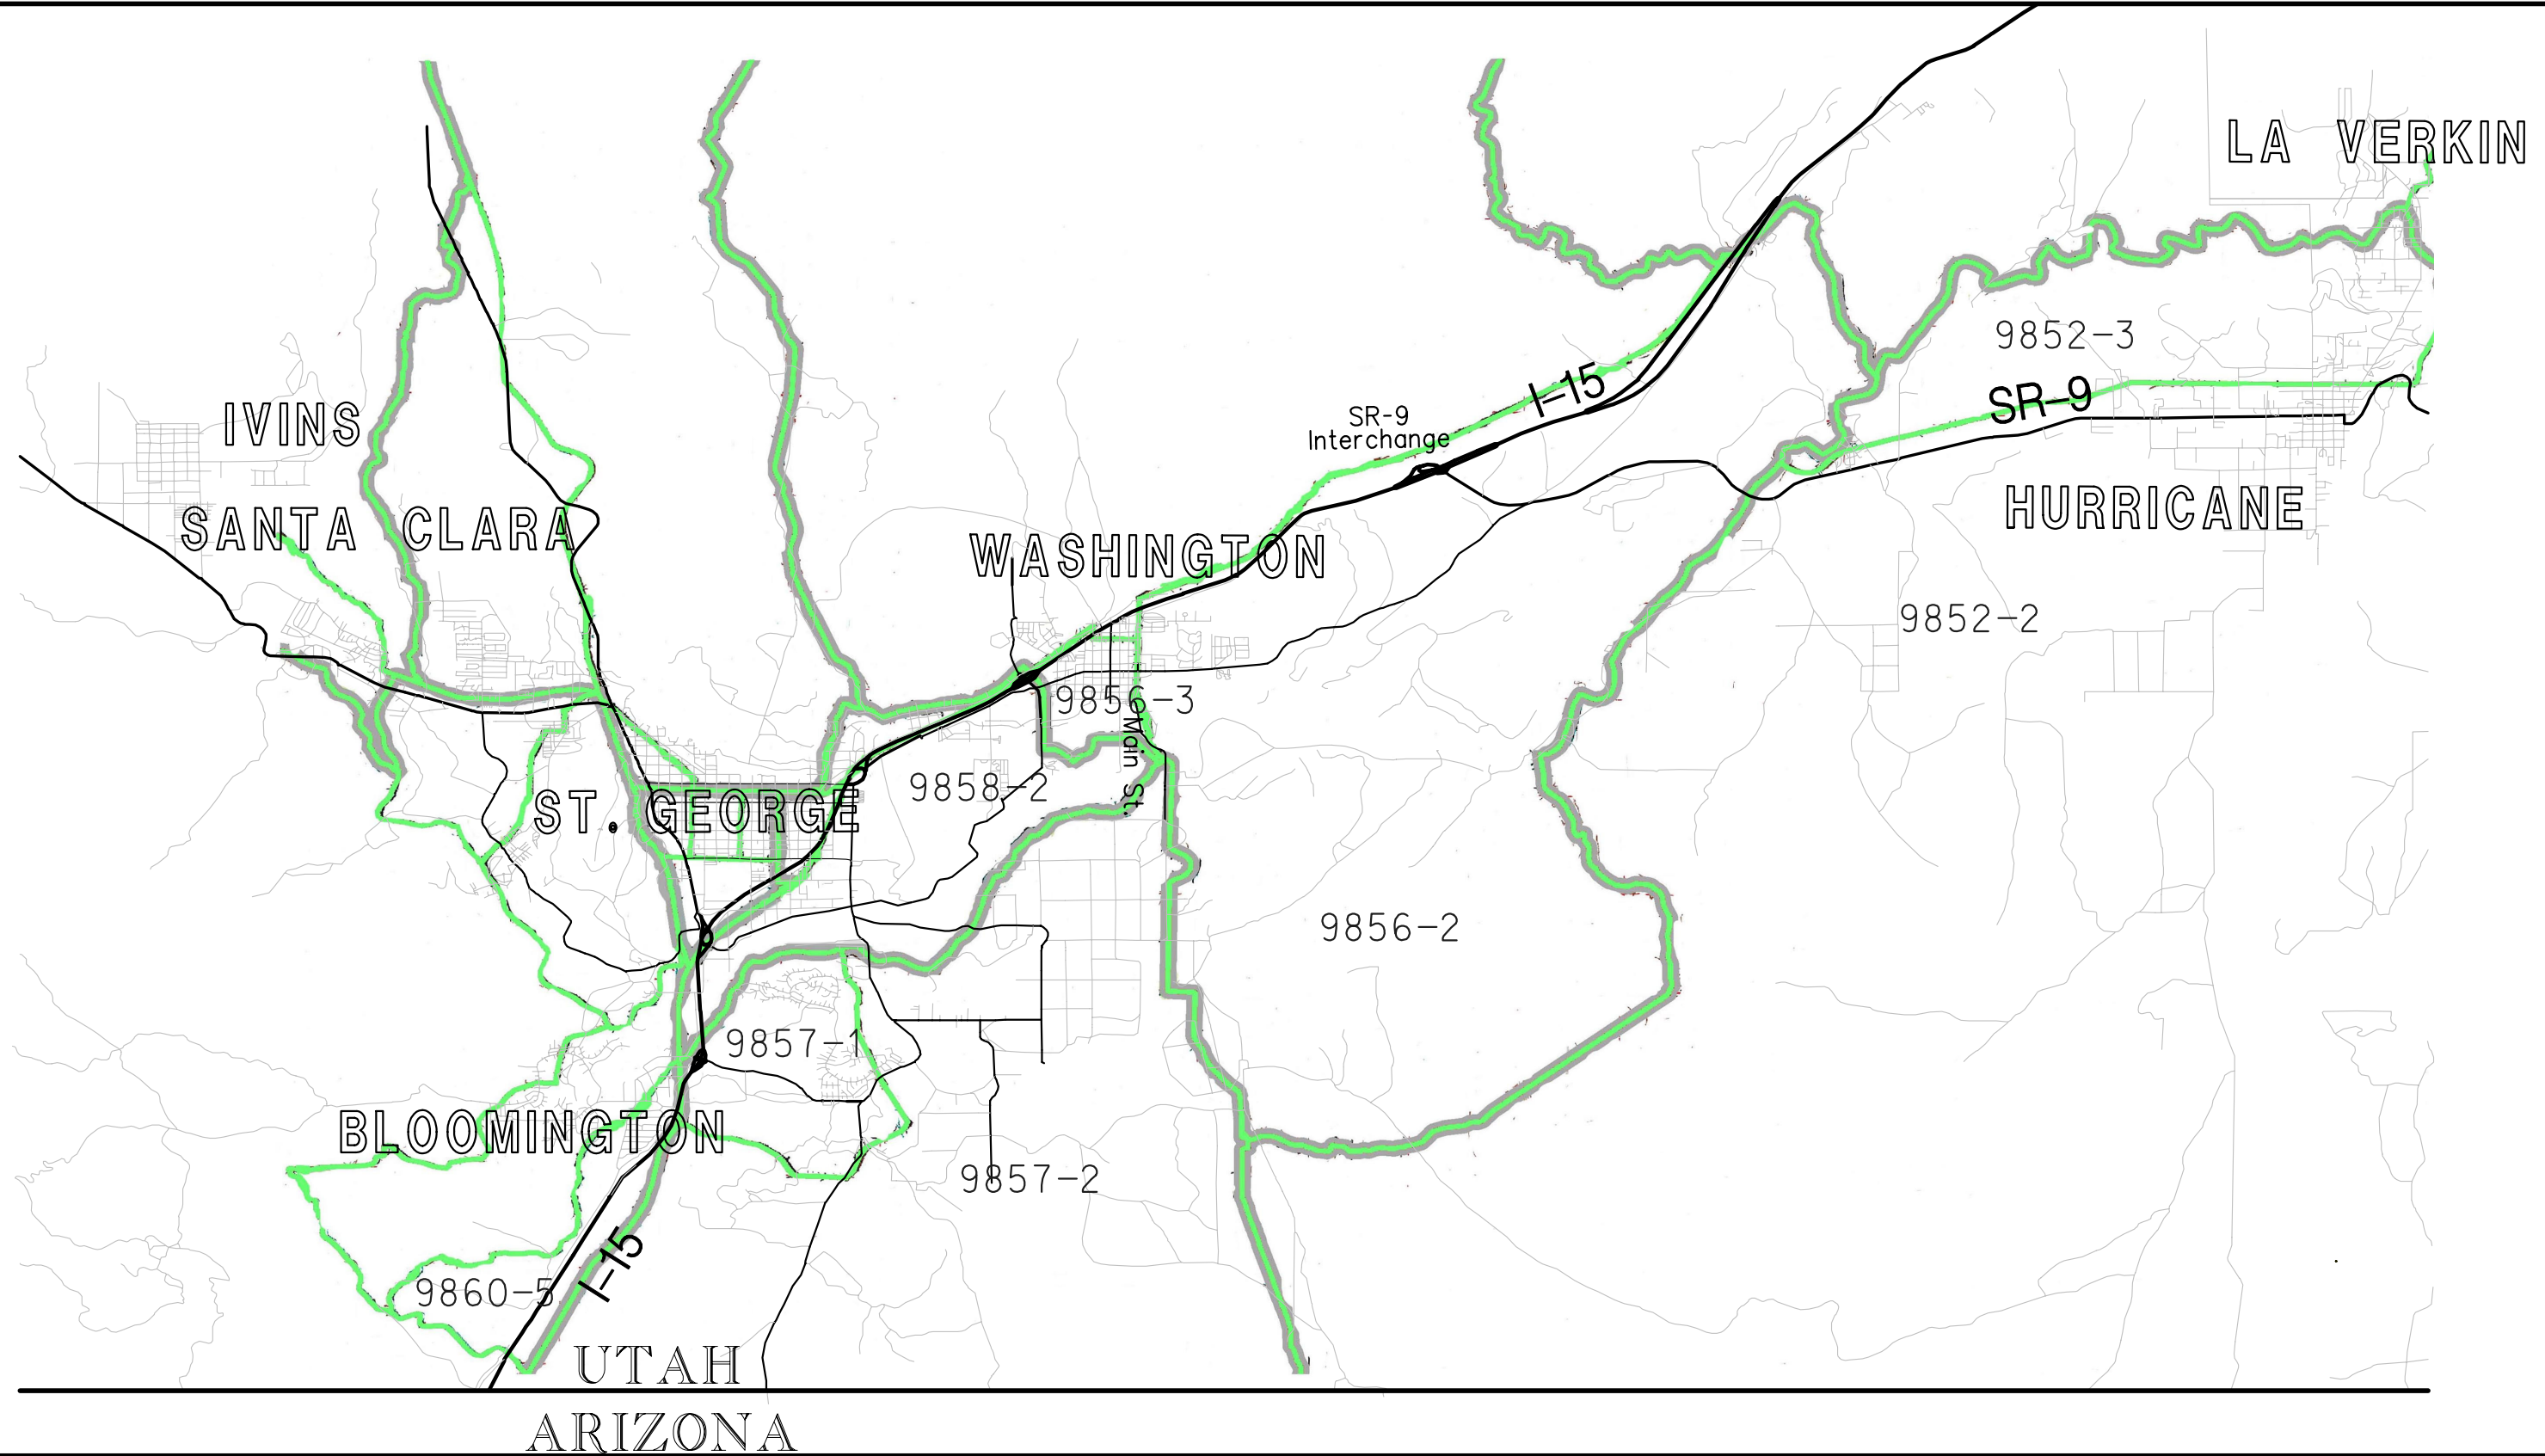 LA VERKIN
9852-3
I-15
SR-9
SR-9
Interchange
IVINS
HURRICANE
SANTA CLARA
WASHINGTON
9852-2
9856-3
Main St.
9858-2
ST. GEORGE
9856-2
9857-1
BLOOMINGTON
9857-2
I-15
9860-5
UTAH
ARIZONA